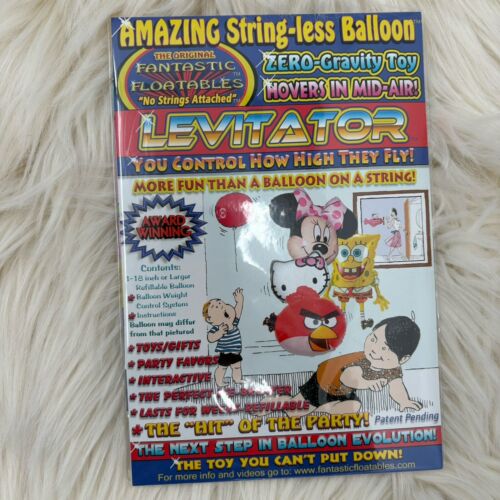 AMAZING String-less Balloon
THE ORIGINAL
FANTASTIC
FLOATABLES™
"No Strings Attached"
ZERO-Gravity Toy
HOVERS IN MID-AIR!
LEVITATOR
YOU CONTROL HOW HIGH THEY FLY!
MORE FUN THAN A BALLOON ON A STRING!
AWARD
WINNING
Contents:
1-18 inch or Larger
Refillable Balloon
Balloon Weight
Control System
Instructions
Balloon may differ
from that pictured
TOYS/GIFTS
PARTY FAVORS
INTERACTIVE
THE PERFECT
LASTS FOR REFILLABLE
THE "HIT" OF THE PARTY!
Patent Pending
THE NEXT STEP IN BALLOON EVOLUTION!
THE TOY YOU CAN'T PUT DOWN!
For more info and videos go to: www.fantasticfloatables.com